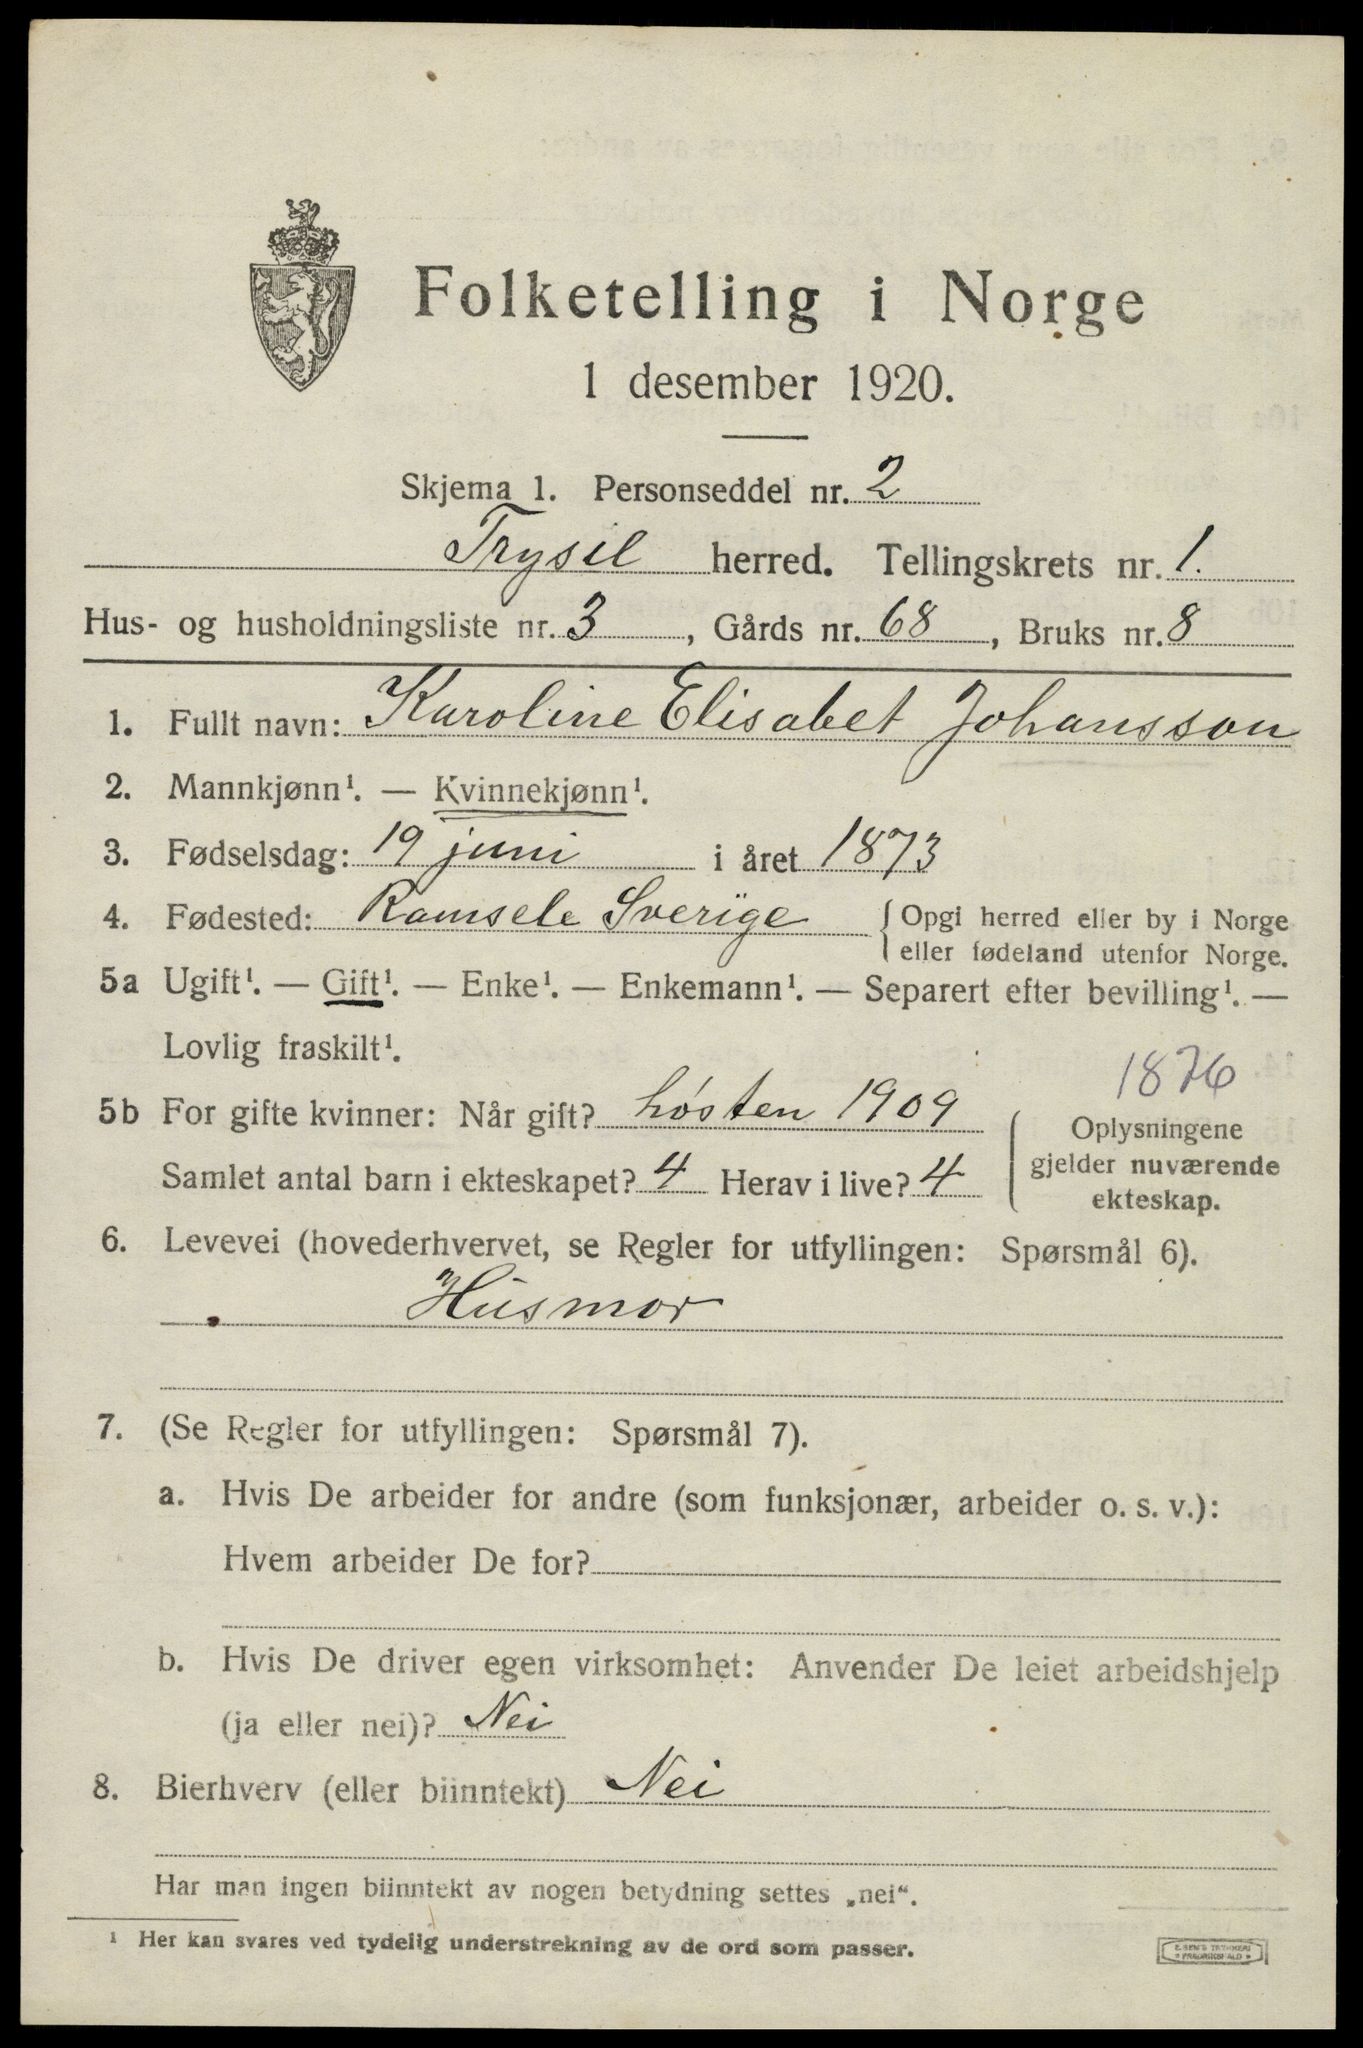 Folketelling i Norge
1 desember 1920.
Skjema 1. Personseddel nr. 2
Trysil herred. Tellingskrets nr. 1.
Hus- og husholdningsliste nr. 3, Gårds nr. 68, Bruks nr. 8
1. Fullt navn: Karoline Elisabet Johansson
2. Mannkjønn¹. — Kvinnekjønn¹.
3. Fødselsdag: 19 juni i året 1873
4. Fødested: Ramsele Sverige { Opgi herred eller by i Norge
eller fødeland utenfor Norge.
5a Ugift¹. — Gift¹. — Enke¹. — Enkemann¹. — Separert efter bevilling¹. —
Lovlig fraskilt¹.
1876
5b For gifte kvinner: Når gift? høsten 1909
Samlet antal barn i ekteskapet? 4 Herav i live? 4
Oplysningene
gjelder nuværende
ekteskap.
6. Levevei (hovederhvervet, se Regler for utfyllingen: Spørsmål 6).
Husmor
7. (Se Regler for utfyllingen: Spørsmål 7).
a. Hvis De arbeider for andre (som funksjonær, arbeider o. s. v.):
Hvem arbeider De for?
b. Hvis De driver egen virksomhet: Anvender De leiet arbeidshjelp
(ja eller nei)? Nei
8. Bierhverv (eller biinntekt) Nei
Har man ingen biinntekt av nogen betydning settes „nei“.
¹ Her kan svares ved tydelig understrekning av de ord som passer.